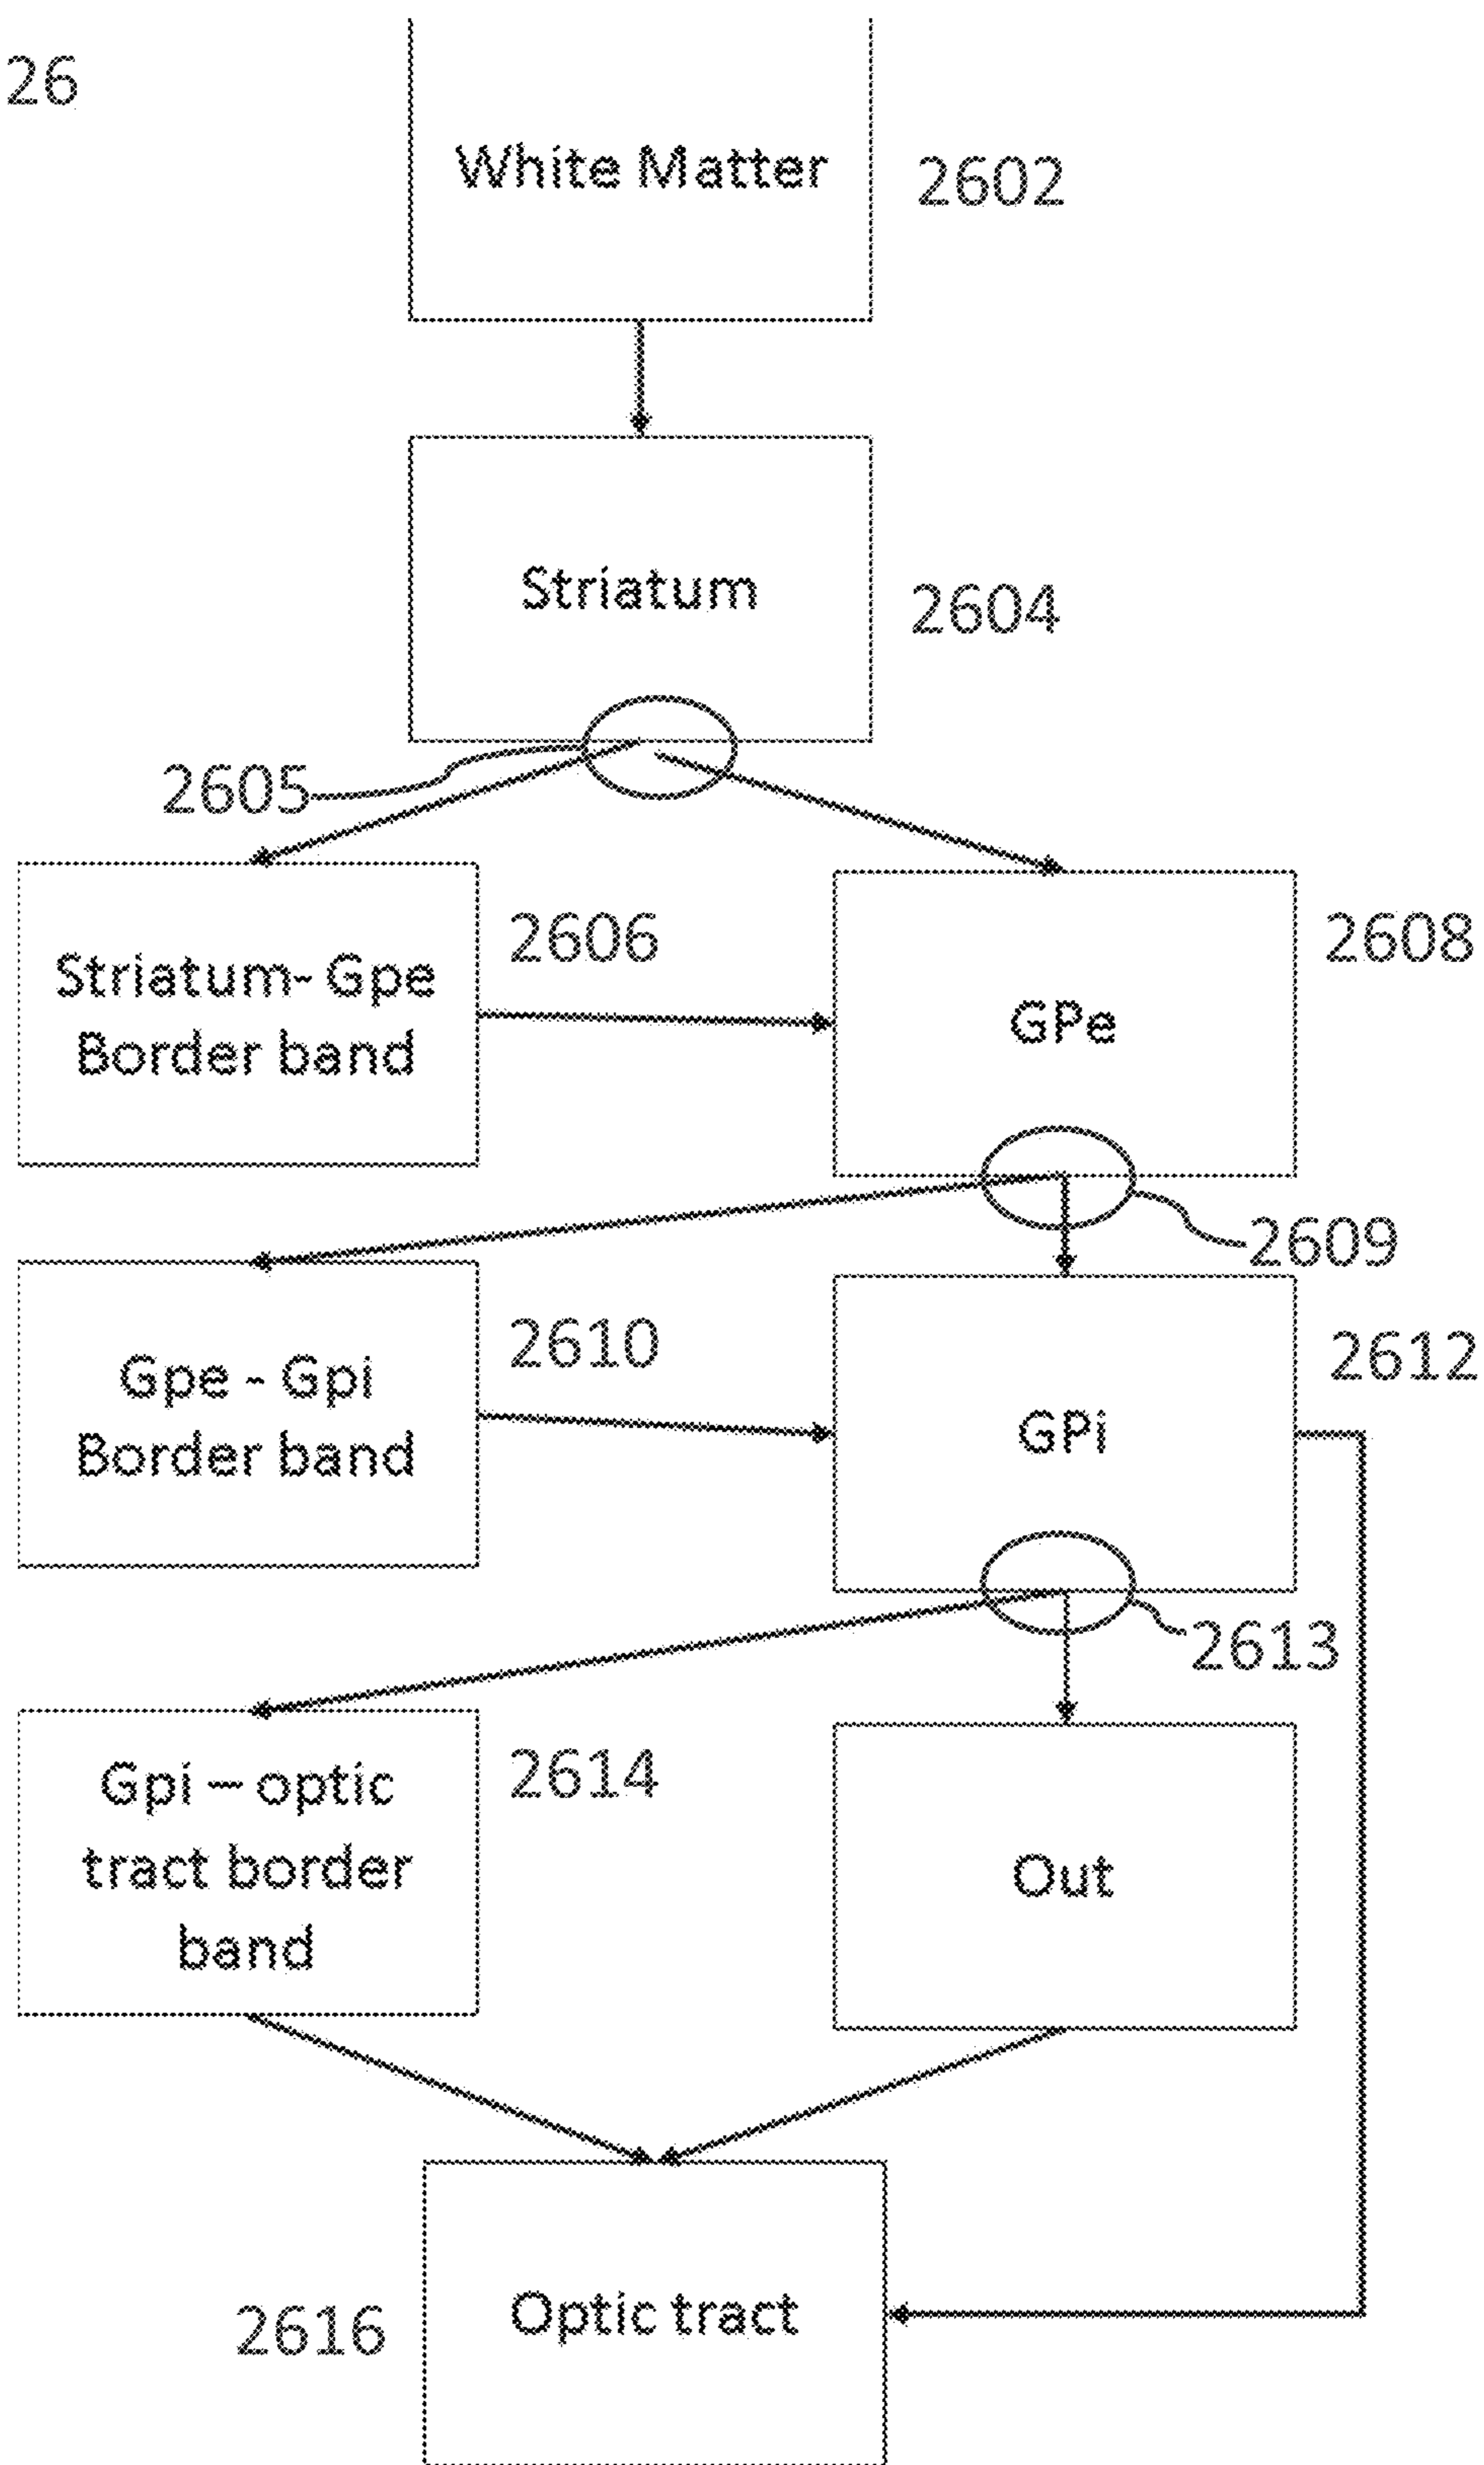 26
White Matter
2602
Striatum
2604
2605
Striatum- Gpe
Border band
2606
GPe
2608
2609
Gpe - Gpi
Border band
2610
GPi
2612
2613
Gpi – optic
tract border
band
2614
Out
Optic tract
2616